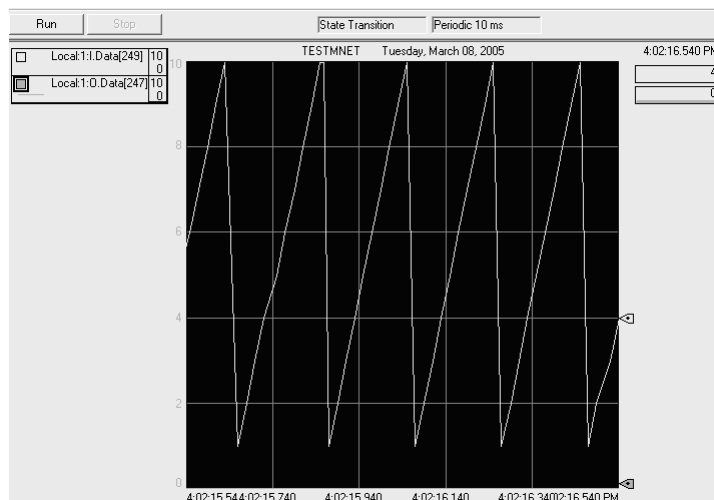 Run Stop State Transition Periodic 10 ms
TESTMNET Tuesday, March 08, 2005 4:02:16.540 PM
Local:1:I.Data[249] 10
0
Local:1:O.Data[247] 10
0
4
0
10
8
6
4
2
0
4:02:15.540 4:02:15.740 4:02:15.940 4:02:16.140 4:02:16.340 4:02:16.540 PM